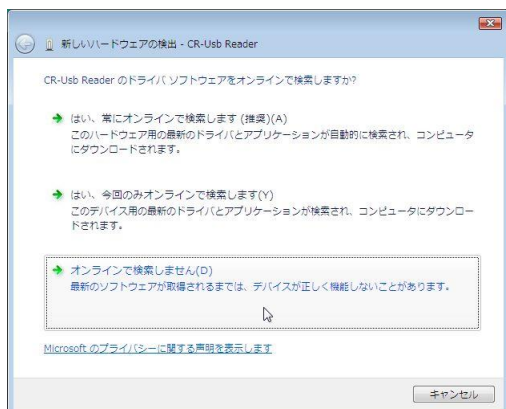 新しいハードウェアの検出 - CR-Usb Reader
CR-Usb Reader のドライバ ソフトウェアをオンラインで検索しますか?
はい、常にオンラインで検索します (推奨)(A)
このハードウェア用の最新のドライバとアプリケーションが自動的に検索され、コンピュータ
にダウンロードされます。
はい、今回のみオンラインで検索します(Y)
このデバイス用の最新のドライバとアプリケーションが検索され、コンピュータにダウンロー
ドされます。
オンラインで検索しません(D)
最新のソフトウェアが取得されるまでは、デバイスが正しく機能しないことがあります。
Microsoft のプライバシーに関する声明を表示します
キャンセル